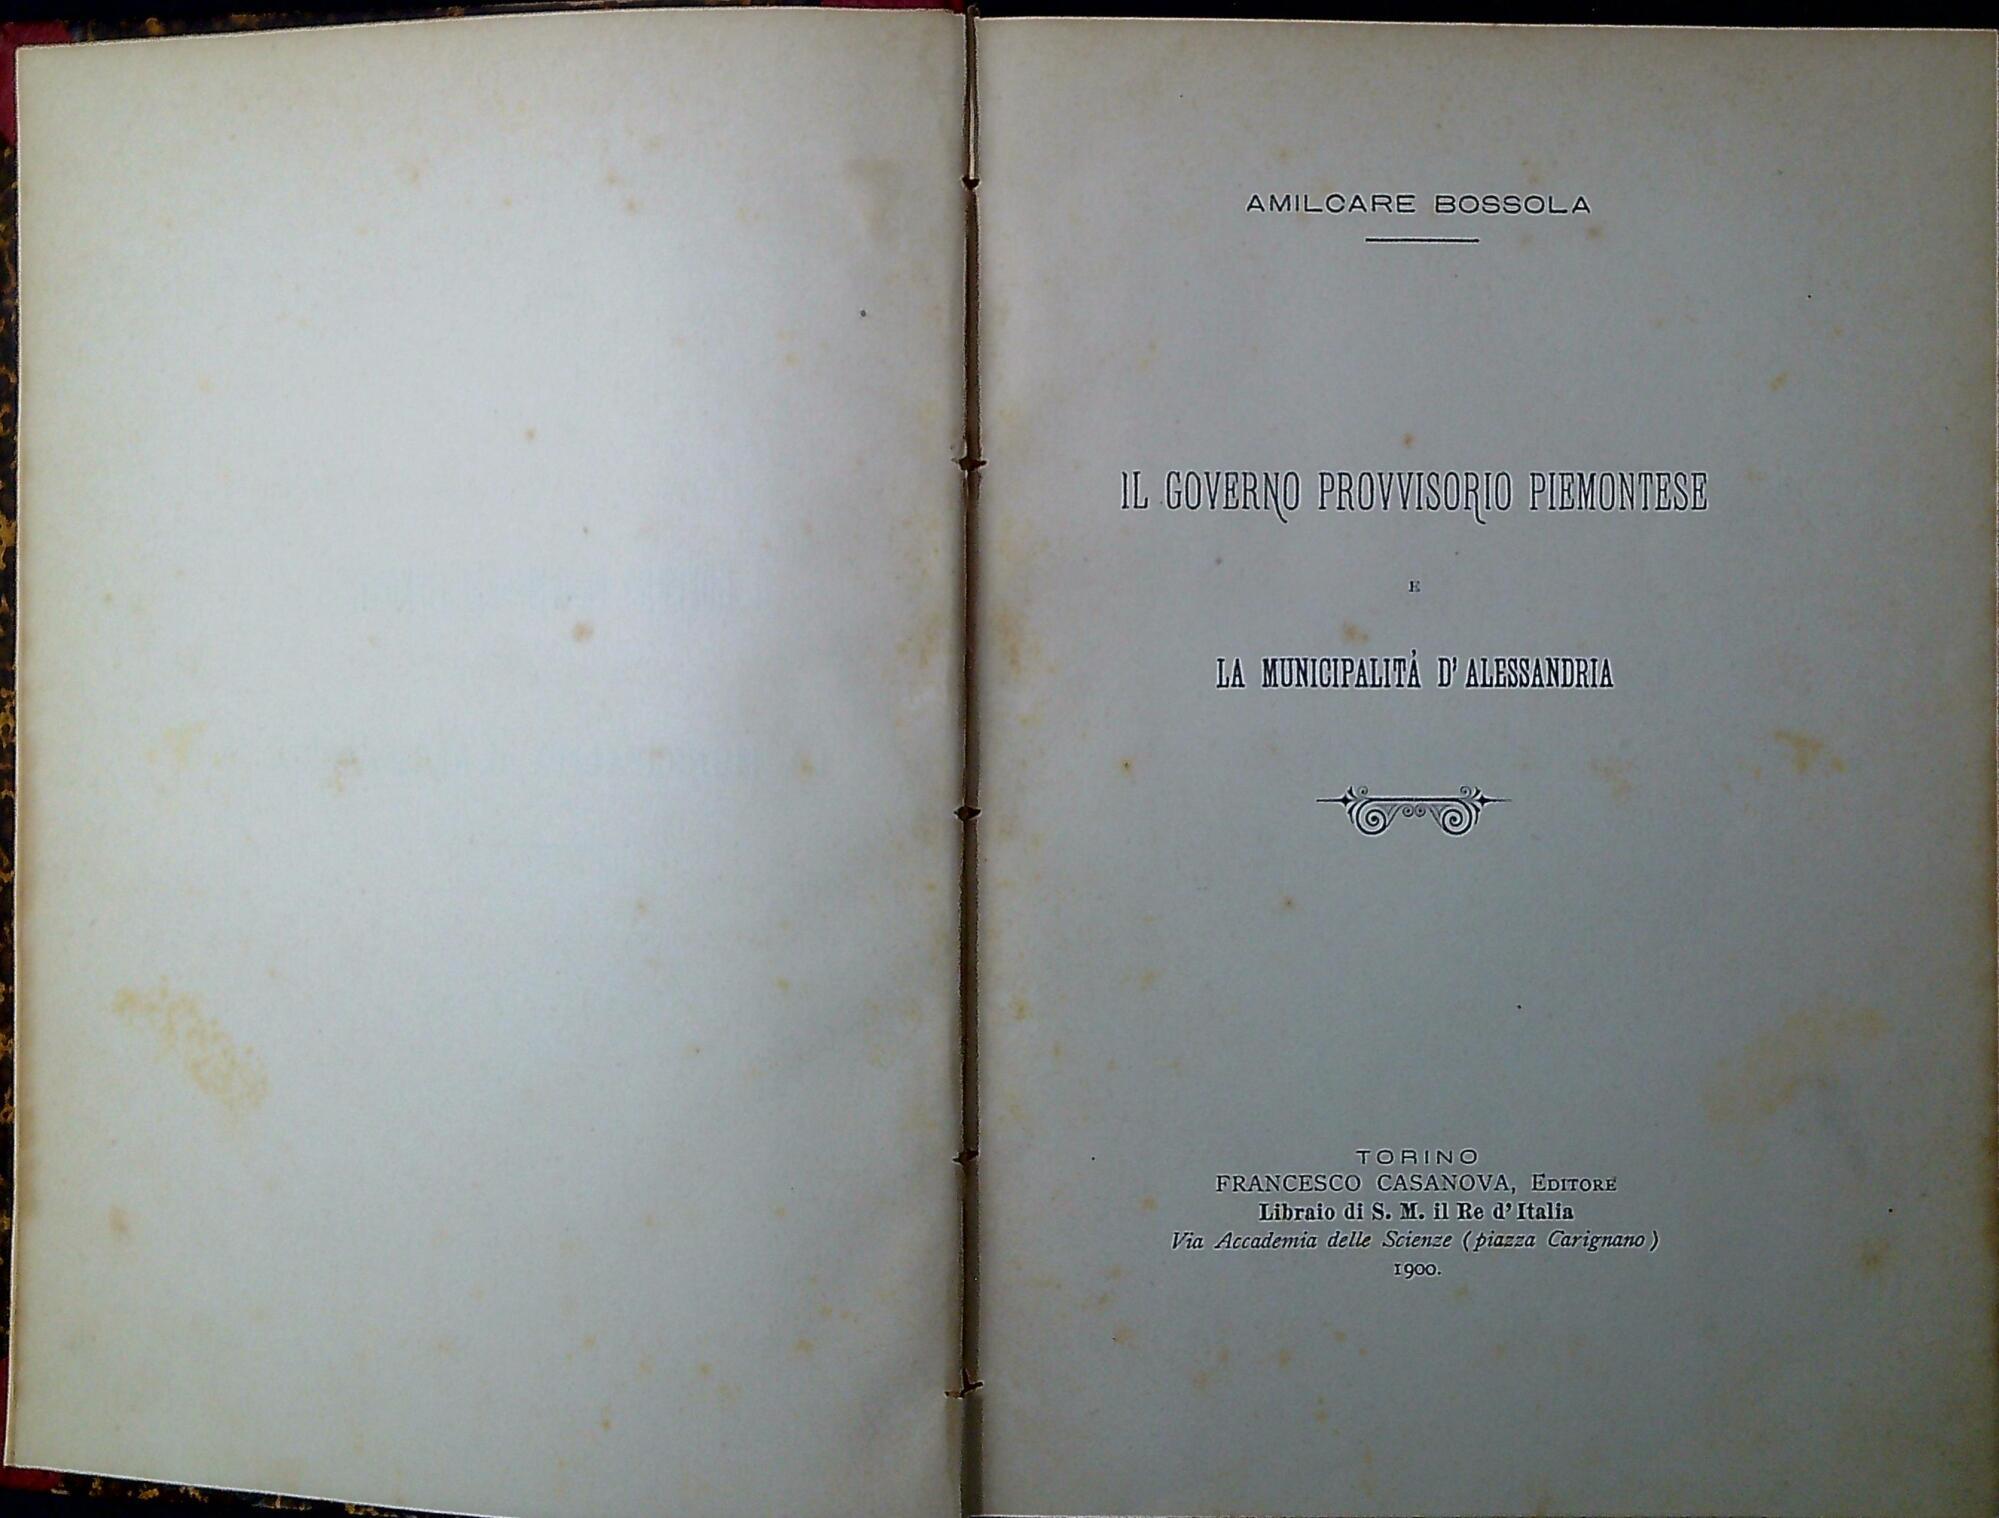 AMILCARE BOSSOLA
IL GOVERNO PROVVISORIO PIEMONTESE
E
LA MUNICIPALITÀ D' ALESSANDRIA
TORINO
FRANCESCO CASANOVA, EDITORE
Libraio di S. M. il Re d' Italia
Via Accademia delle Scienze (piazza Carignano)
1900.